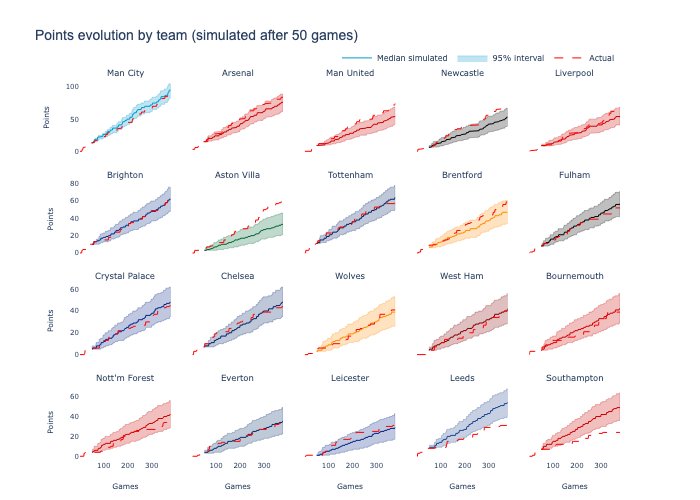 Points evolution by team (simulated after 50 games)
Median simulated 95% interval Actual
Man City Arsenal Man United Newcastle Liverpool
100
50
0
Points
Brighton Aston Villa Tottenham Brentford Fulham
80
60
40
20
0
Points
Crystal Palace Chelsea Wolves West Ham Bournemouth
60
40
20
0
Points
Nott'm Forest Everton Leicester Leeds Southampton
60
40
20
0
Points
100 200 300 100 200 300 100 200 300 100 200 300 100 200 300
Games Games Games Games Games